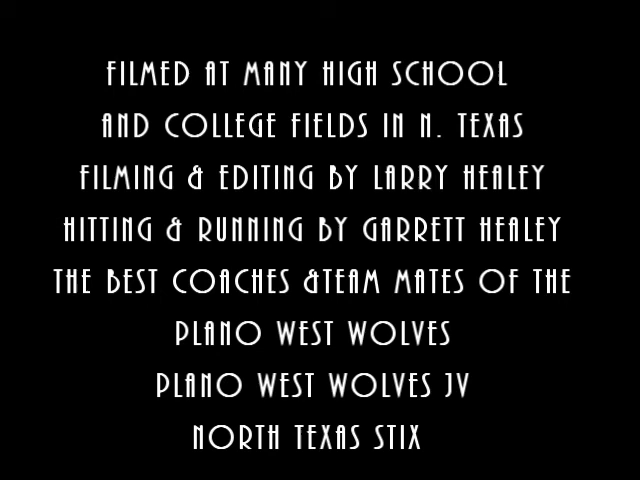 FILMED AT MANY HIGH SCHOOL
AND COLLEGE FIELDS IN N. TEXAS
FILMING & EDITING BY LARRY HEALEY
HITTING & RUNNING BY GARRETT HEALEY
THE BEST COACHES &TEAM MATES OF THE
PLANO WEST WOLVES
PLANO WEST WOLVES JV
NORTH TEXAS STIX